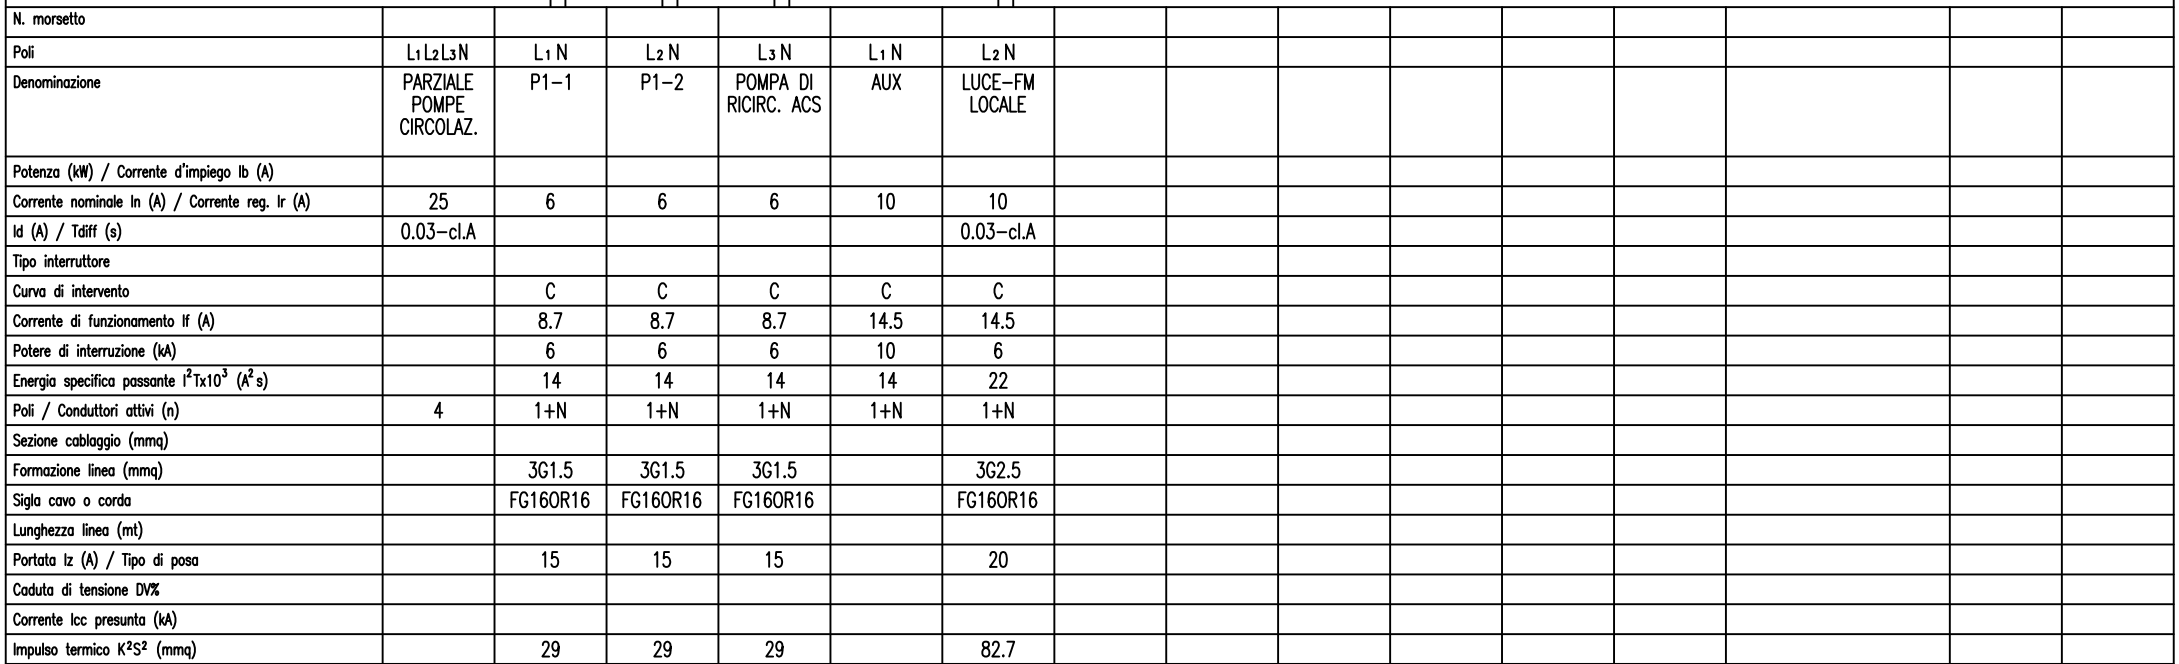 N. morsetto
Poli L1L2L3N L1 N L2 N L3 N L1 N L2 N
Denominazione PARZIALE P1-1 P1-2 POMPA DI AUX LUCE-FM
POMPE RICIRC. ACS LOCALE
CIRCOLAZ.
Potenza (kW) / Corrente d'impiego Ib (A)
Corrente nominale In (A) / Corrente reg. Ir (A) 25 6 6 6 10 10
Id (A) / Tdiff (s) 0.03-cl.A 0.03-cl.A
Tipo interruttore
Curva di intervento C C C C C
Corrente di funzionamento If (A) 8.7 8.7 8.7 14.5 14.5
Potere di interruzione (kA) 6 6 6 10 6
Energia specifica passante I²Tx10³ (A²s) 14 14 14 14 22
Poli / Conduttori attivi (n) 4 1+N 1+N 1+N 1+N 1+N
Sezione cablaggio (mmq)
Formazione linea (mmq) 3G1.5 3G1.5 3G1.5 3G2.5
Sigla cavo o corda FG16OR16 FG16OR16 FG16OR16 FG16OR16
Lunghezza linea (mt)
Portata Iz (A) / Tipo di posa 15 15 15 20
Caduta di tensione DV%
Corrente Icc presunta (kA)
Impulso termico K²S² (mmq) 29 29 29 82.7